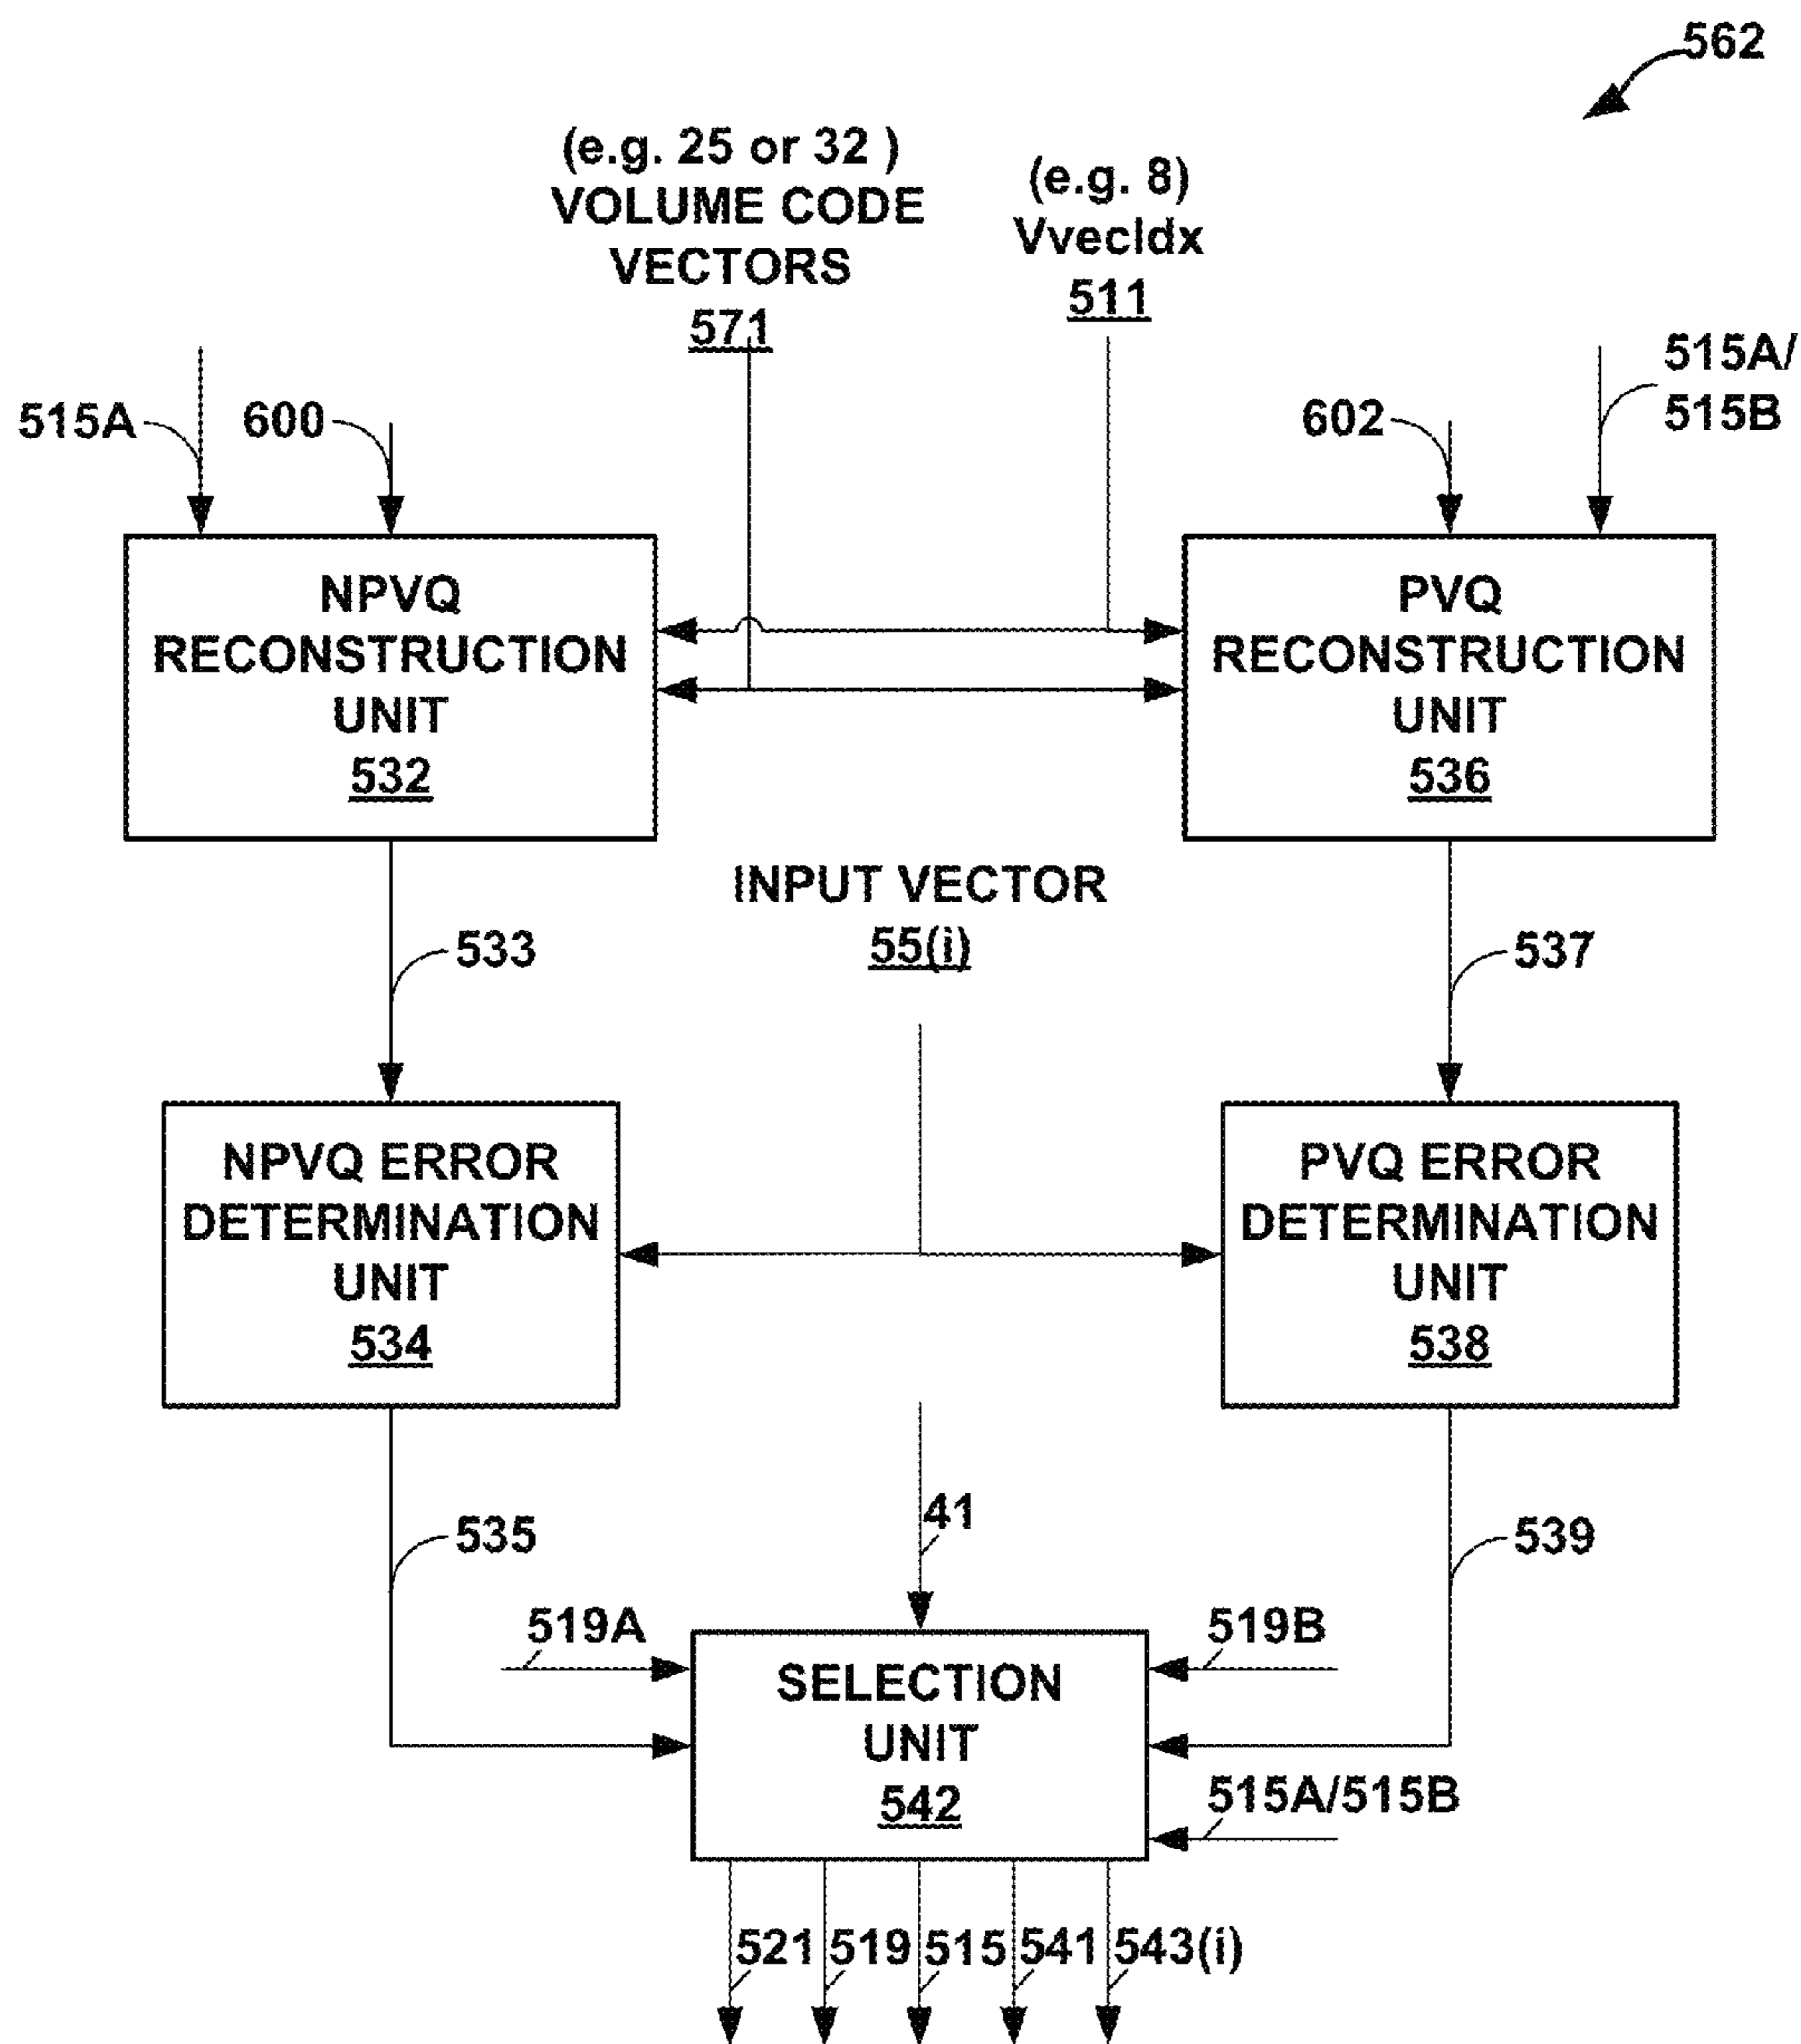 562
(e.g. 25 or 32 )
VOLUME CODE
VECTORS
571
(e.g. 8)
VvecIdx
511
515A
600
602
515A/
515B
NPVQ
RECONSTRUCTION
UNIT
532
PVQ
RECONSTRUCTION
UNIT
536
INPUT VECTOR
55(i)
533
537
NPVQ ERROR
DETERMINATION
UNIT
534
PVQ ERROR
DETERMINATION
UNIT
538
41
535
539
519A
519B
SELECTION
UNIT
542
515A/515B
521
519
515
541
543(i)